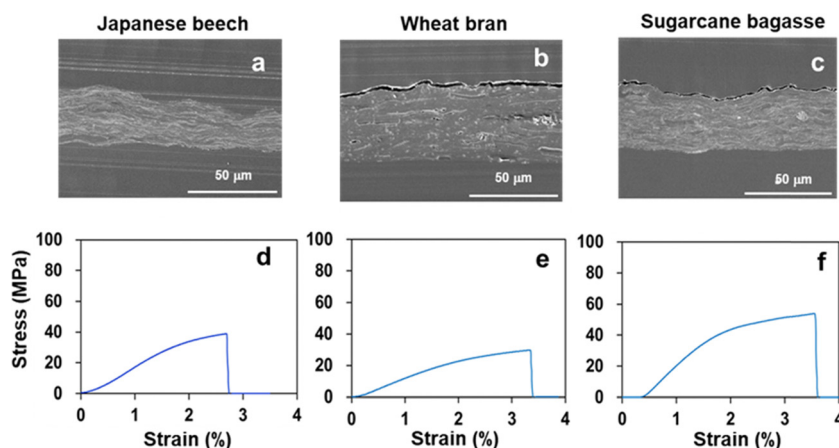 Japanese beech
Wheat bran
Sugarcane bagasse
a
b
c
50 μm
50 μm
50 μm
d
e
f
Stress (MPa)
100
80
60
40
20
0
0
1
2
3
4
Strain (%)
100
80
60
40
20
0
0
1
2
3
4
Strain (%)
100
80
60
40
20
0
0
1
2
3
4
Strain (%)